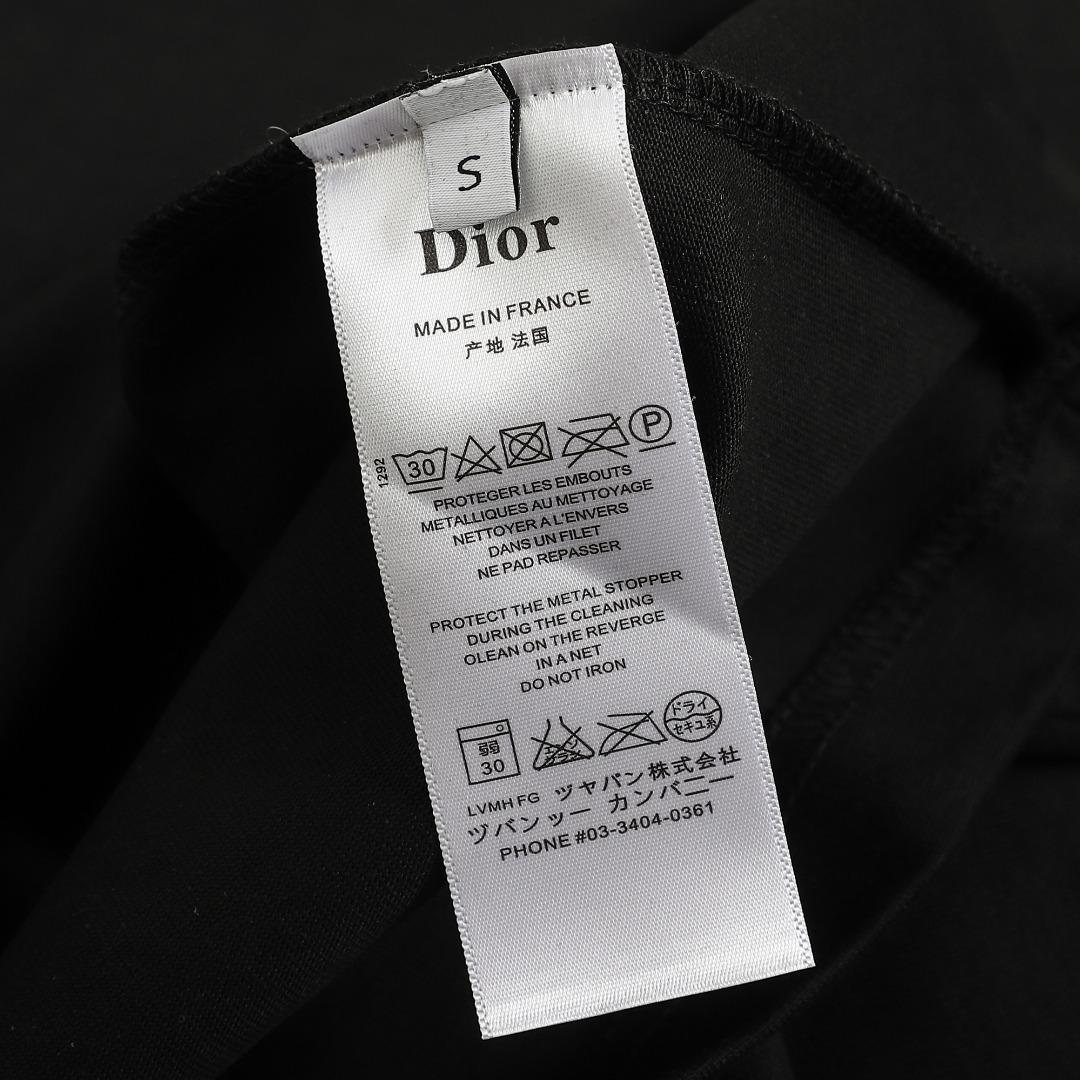 S
Dior
MADE IN FRANCE
产地 法国
1292
30
P
PROTEGER LES EMBOUTS
METALLIQUES AU METTOYAGE
NETTOYER A L'ENVERS
DANS UN FILET
NE PAD REPASSER
PROTECT THE METAL STOPPER
DURING THE CLEANING
OLEAN ON THE REVERGE
IN A NET
DO NOT IRON
弱
30
ドライ
セキユ系
LVMH FG ヅヤバン株式会社
ヅバンッー カンバニー
PHONE #03-3404-0361